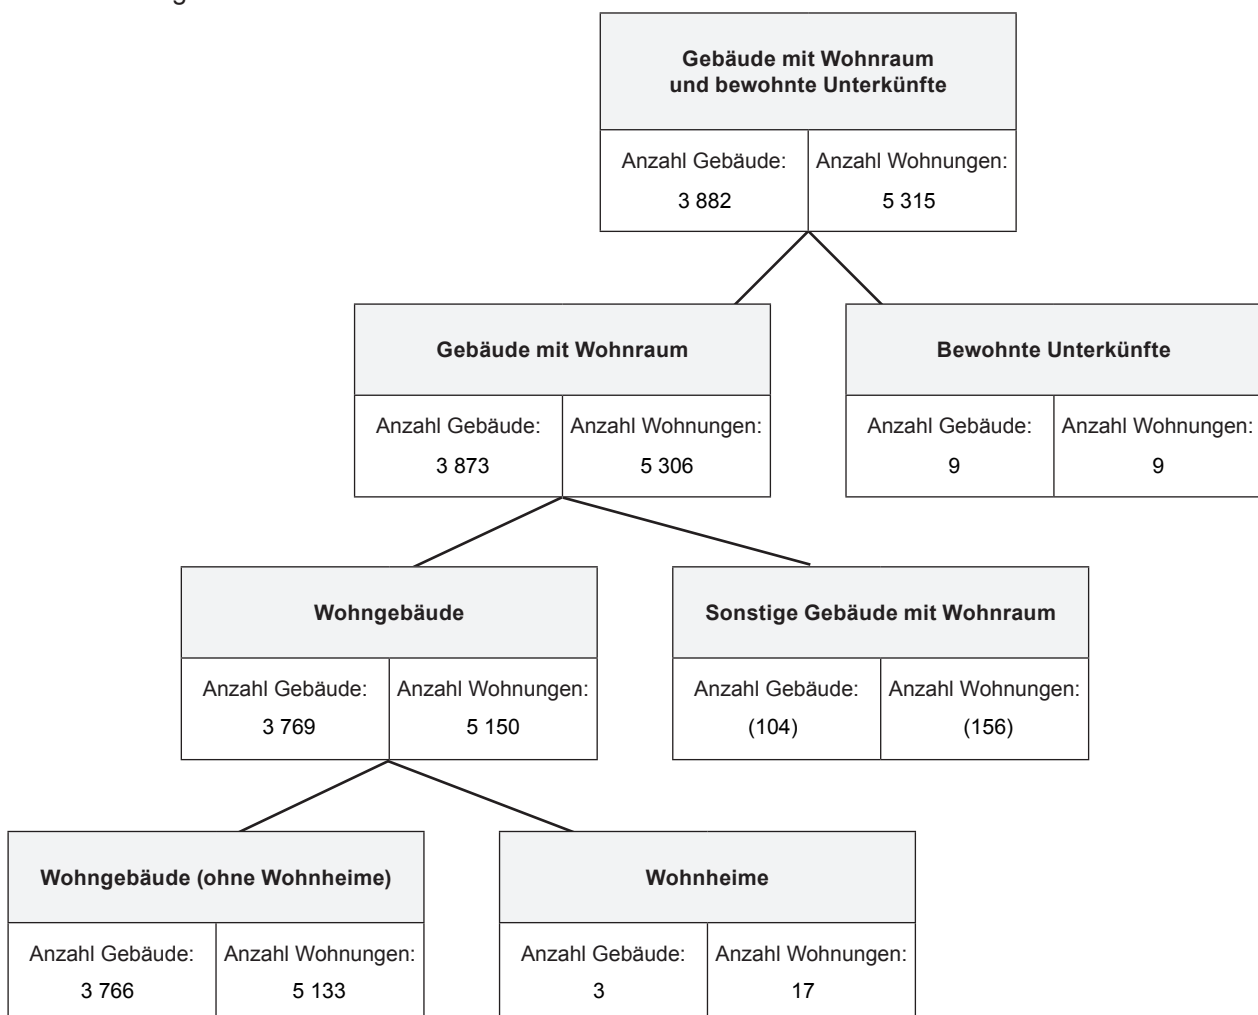 Gebäude mit Wohnraum
und bewohnte Unterkünfte
Anzahl Gebäude: Anzahl Wohnungen:
3 882 5 315
Gebäude mit Wohnraum
Anzahl Gebäude: Anzahl Wohnungen:
3 873 5 306
Bewohnte Unterkünfte
Anzahl Gebäude: Anzahl Wohnungen:
9 9
Wohngebäude
Anzahl Gebäude: Anzahl Wohnungen:
3 769 5 150
Sonstige Gebäude mit Wohnraum
Anzahl Gebäude: Anzahl Wohnungen:
(104) (156)
Wohngebäude (ohne Wohnheime)
Anzahl Gebäude: Anzahl Wohnungen:
3 766 5 133
Wohnheime
Anzahl Gebäude: Anzahl Wohnungen:
3 17